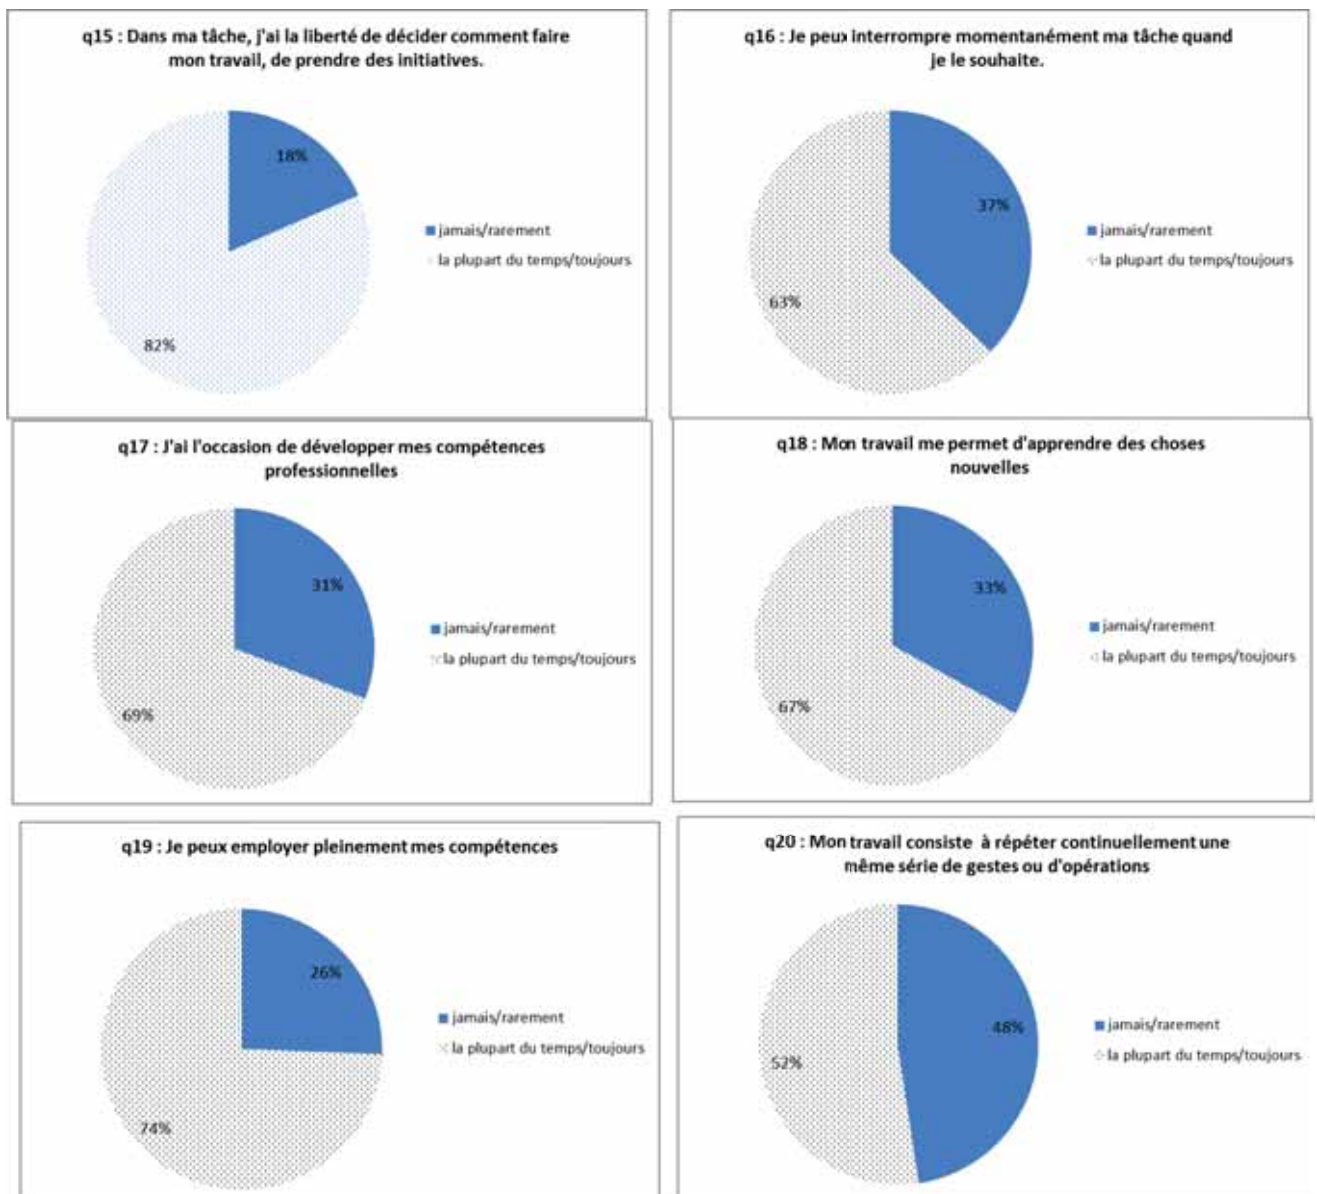 q15 : Dans ma tâche, j'ai la liberté de décider comment faire
mon travail, de prendre des initiatives.
18%
82%
jamais/rarement
la plupart du temps/toujours
q16 : Je peux interrompre momentanément ma tâche quand
je le souhaite.
37%
63%
jamais/rarement
la plupart du temps/toujours
q17 : J'ai l'occasion de développer mes compétences
professionnelles
31%
69%
jamais/rarement
la plupart du temps/toujours
q18 : Mon travail me permet d'apprendre des choses
nouvelles
33%
67%
jamais/rarement
la plupart du temps/toujours
q19 : Je peux employer pleinement mes compétences
26%
74%
jamais/rarement
la plupart du temps/toujours
q20 : Mon travail consiste à répéter continuellement une
même série de gestes ou d'opérations
48%
52%
jamais/rarement
la plupart du temps/toujours